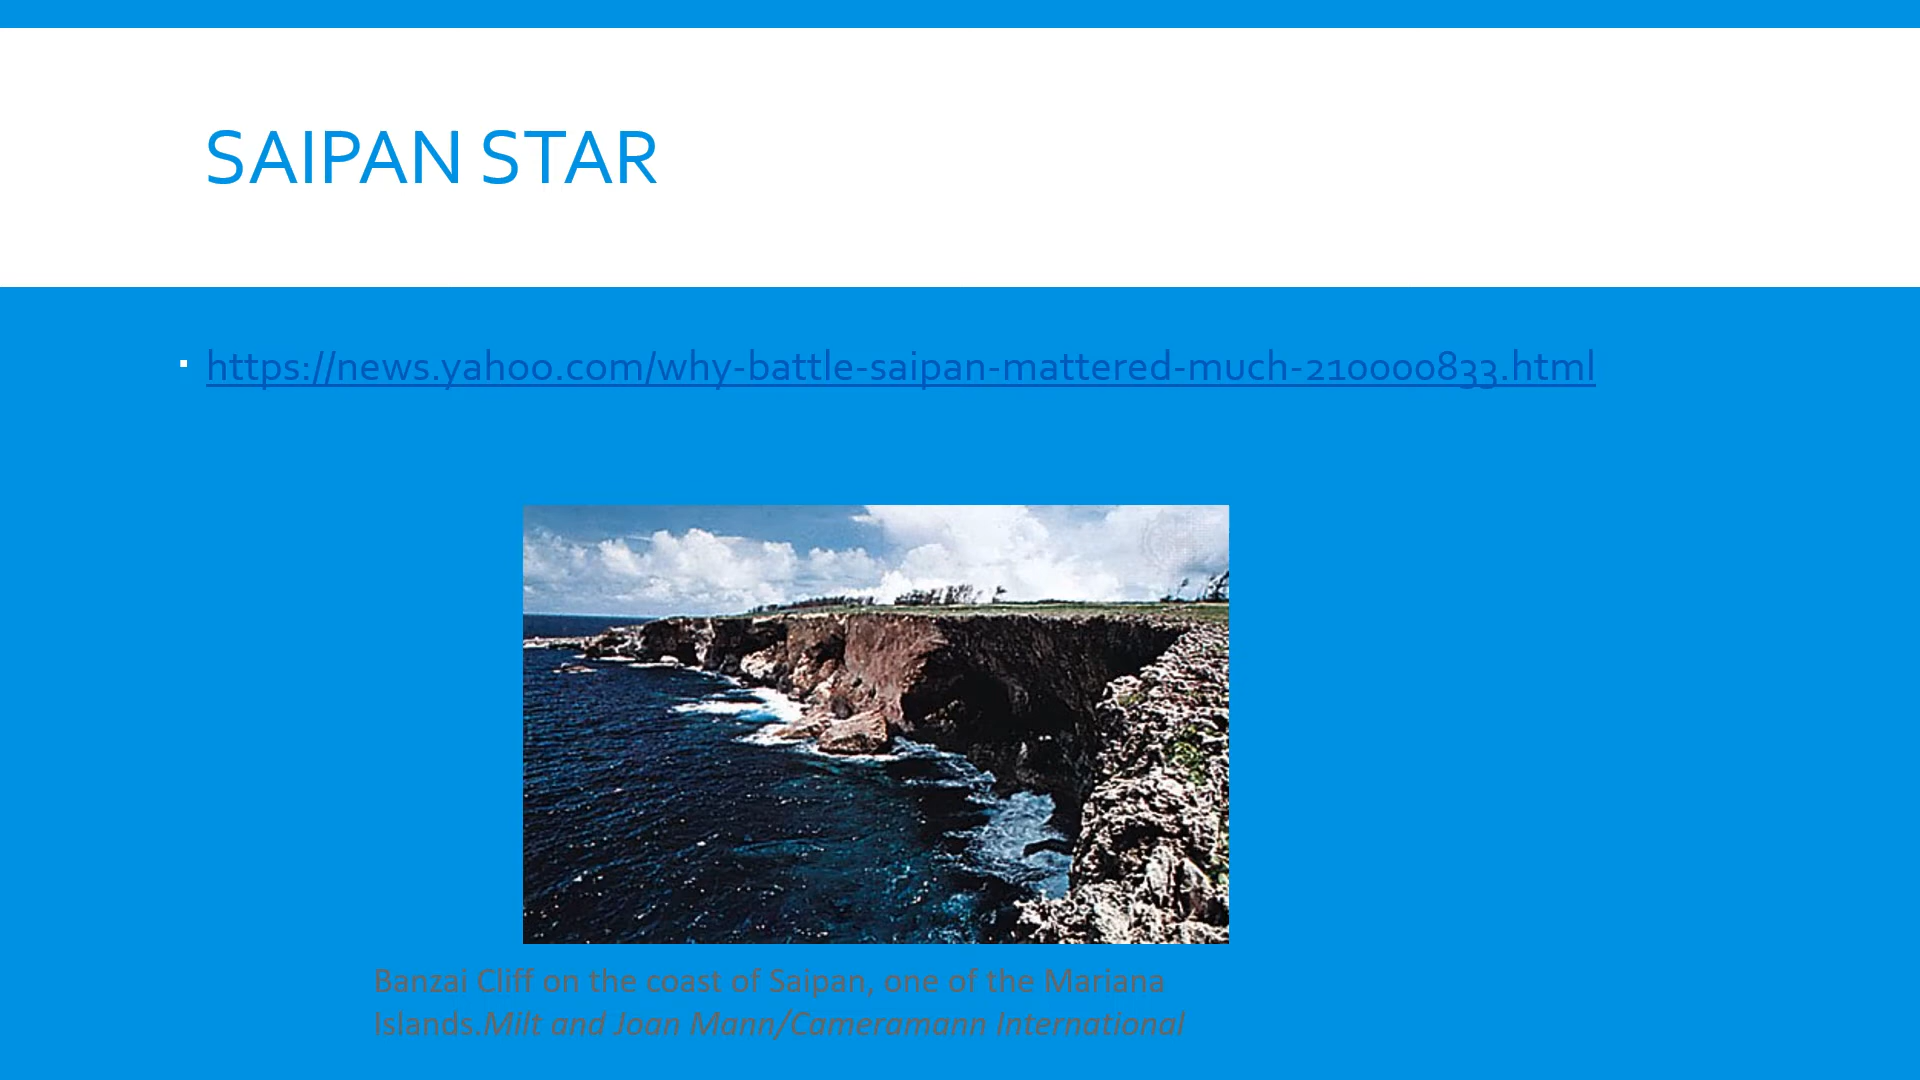 SAIPAN STAR
https://news.yahoo.com/why-battle-saipan-mattered-much-210000833.html
Banzai Cliff on the coast of Saipan, one of the Mariana
Islands.Milt and Joan Mann/Cameramann International